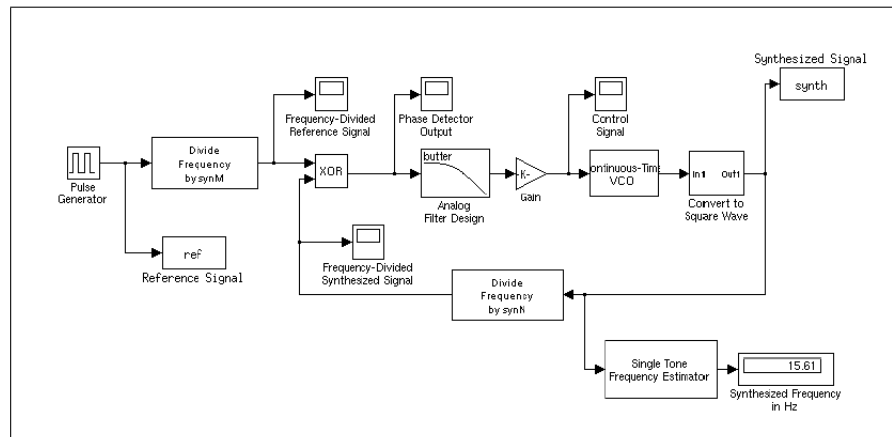 Synthesized Signal
synth
Frequency-Divided
Reference Signal
Phase Detector
Output
Control
Signal
Divide
Frequency
by synM
XOR
butter
K-
ontinuous-Time
VCO
In1
Out1
Pulse
Generator
Analog
Filter Design
Gain
Convert to
Square Wave
ref
Reference Signal
Frequency-Divided
Synthesized Signal
Divide
Frequency
by synN
Single Tone
Frequency Estimator
15.61
Synthesized Frequency
in Hz